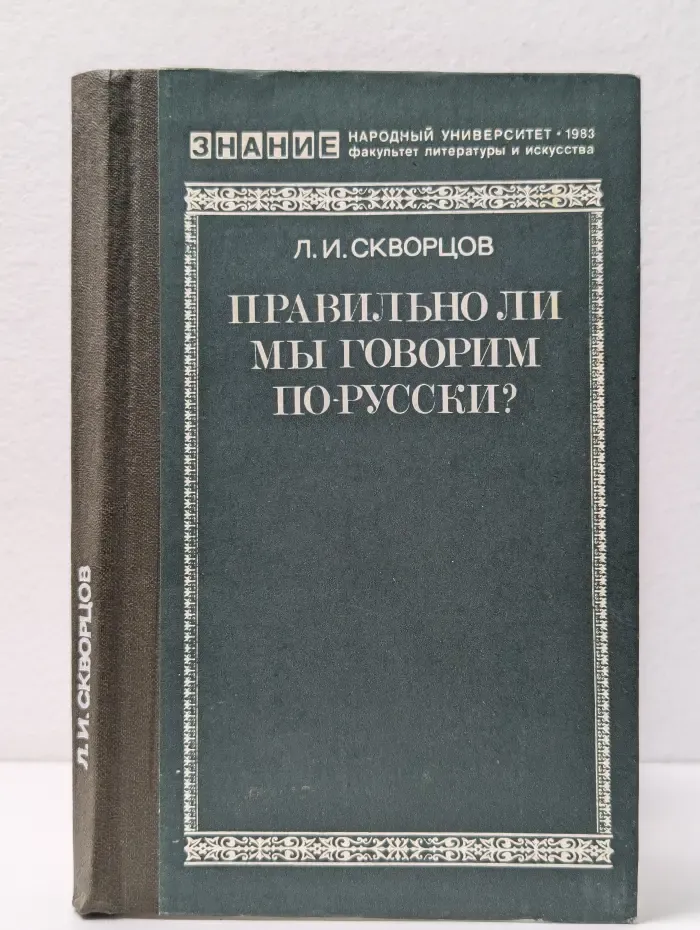 ЗНАНИЕ
НАРОДНЫЙ УНИВЕРСИТЕТ • 1983
факультет литературы и искусства
Л. И. СКВОРЦОВ
ПРАВИЛЬНО ЛИ
МЫ ГОВОРИМ
ПО-РУССКИ?
Л. И. СКВОРЦОВ